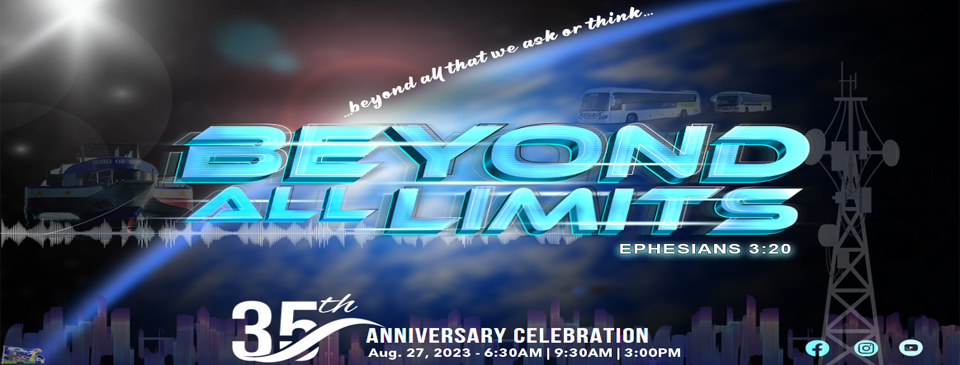 ...beyond all that we ask or think...
BEYOND
ALL LIMITS
EPHESIANS 3:20
35th
ANNIVERSARY CELEBRATION
Aug. 27, 2023 - 6:30AM | 9:30AM | 3:00PM